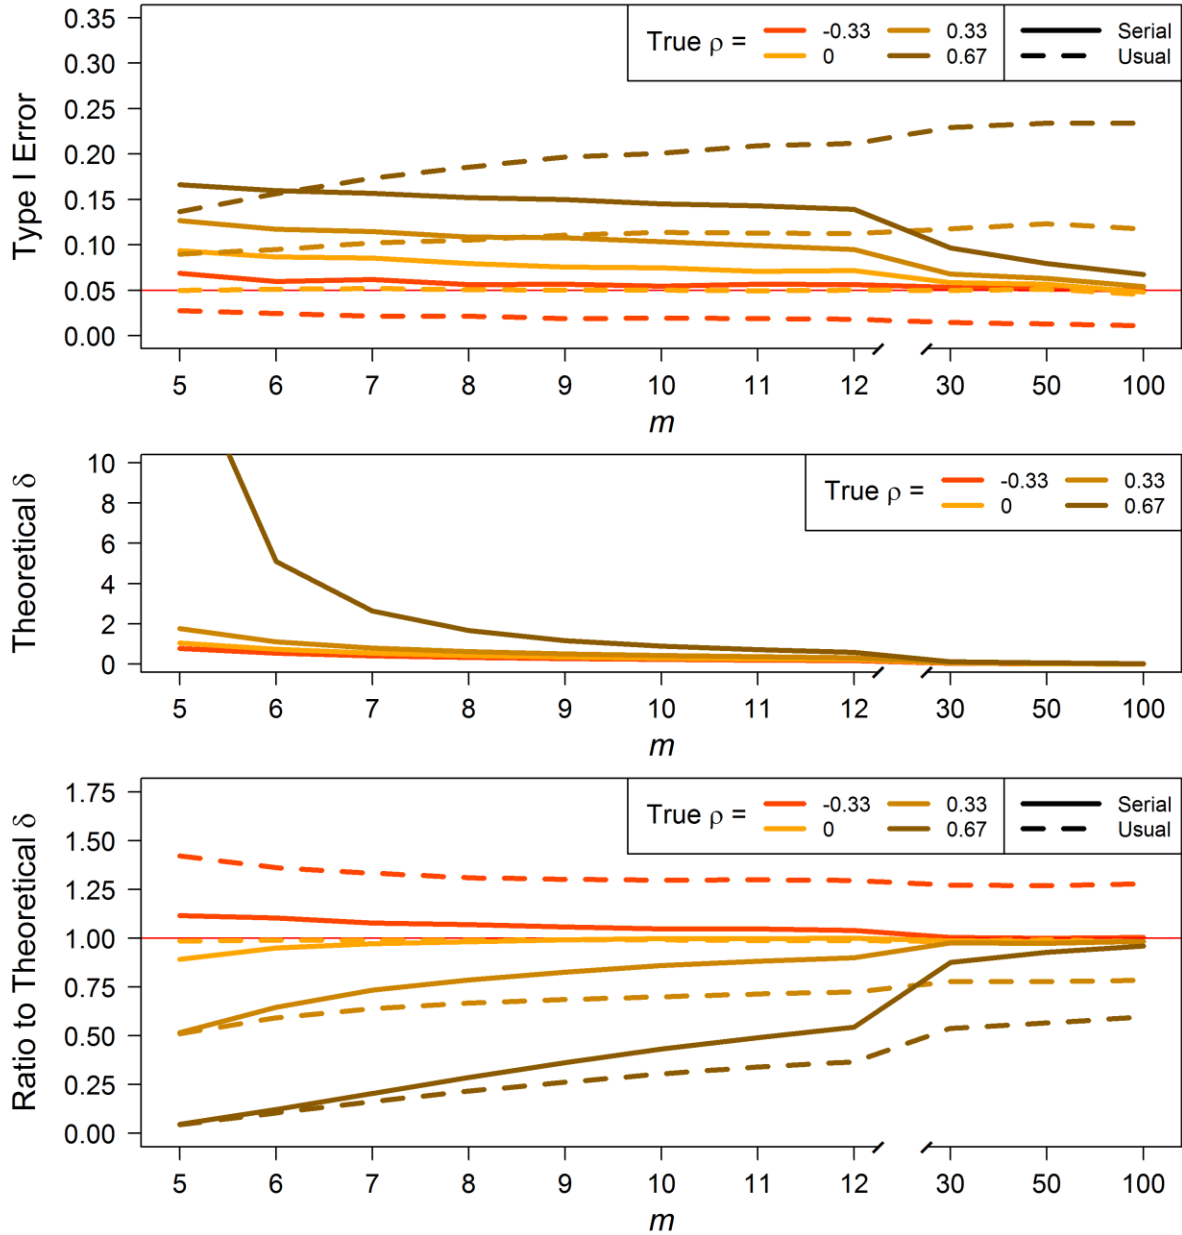 Type I Error
0.35
0.30
0.25
0.20
0.15
0.10
0.05
0.00
True ρ =
-0.33
0.33
0
0.67
Serial
Usual
5 6 7 8 9 10 11 12 30 50 100
m
Theoretical δ
10
8
6
4
2
0
True ρ =
-0.33
0.33
0
0.67
5 6 7 8 9 10 11 12 30 50 100
m
Ratio to Theoretical δ
1.75
1.50
1.25
1.00
0.75
0.50
0.25
0.00
True ρ =
-0.33
0.33
0
0.67
Serial
Usual
5 6 7 8 9 10 11 12 30 50 100
m